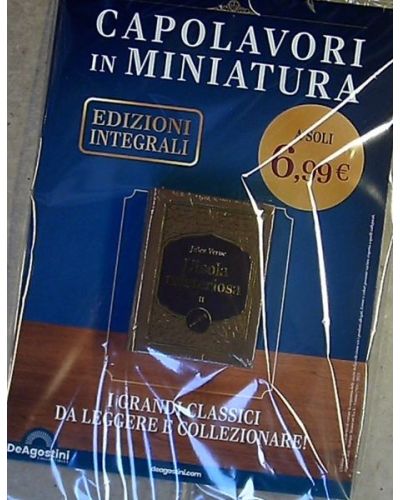 CAPOLAVORI
IN MINIATURA
EDIZIONI
INTEGRALI
A SOLI
6,99 €
Jules Verne
L'isola
misteriosa
II
I GRANDI CLASSICI
DA LEGGERE E COLLEZIONARE!
DeAgostini
deagostini.com